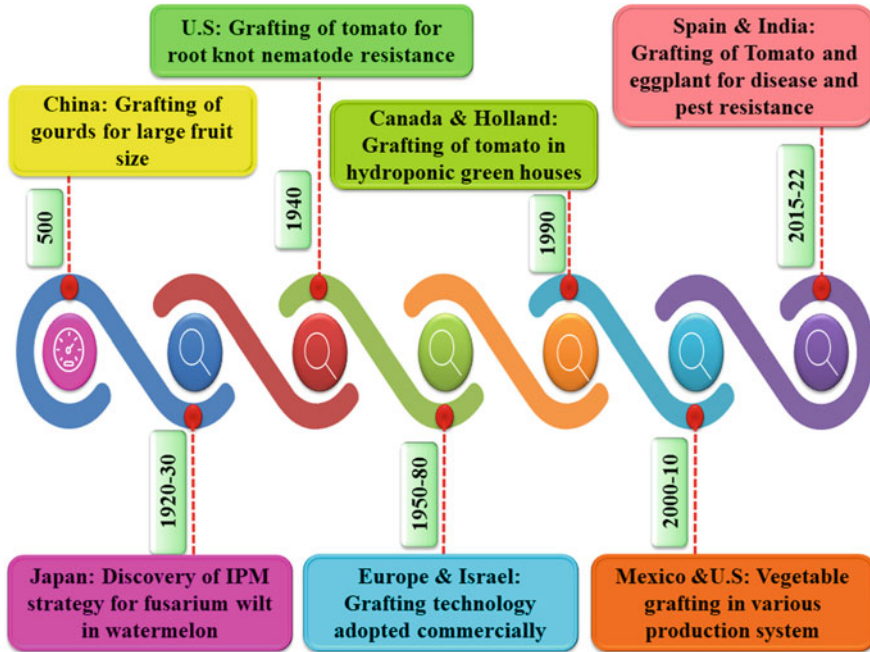 U.S: Grafting of tomato for
root knot nematode resistance
Spain & India:
Grafting of Tomato and
eggplant for disease and
pest resistance
China: Grafting of
gourds for large fruit
size
Canada & Holland:
Grafting of tomato in
hydroponic green houses
500
1940
1990
2015-22
1920-30
1950-80
2000-10
Japan: Discovery of IPM
strategy for fusarium wilt
in watermelon
Europe & Israel:
Grafting technology
adopted commercially
Mexico &U.S: Vegetable
grafting in various
production system